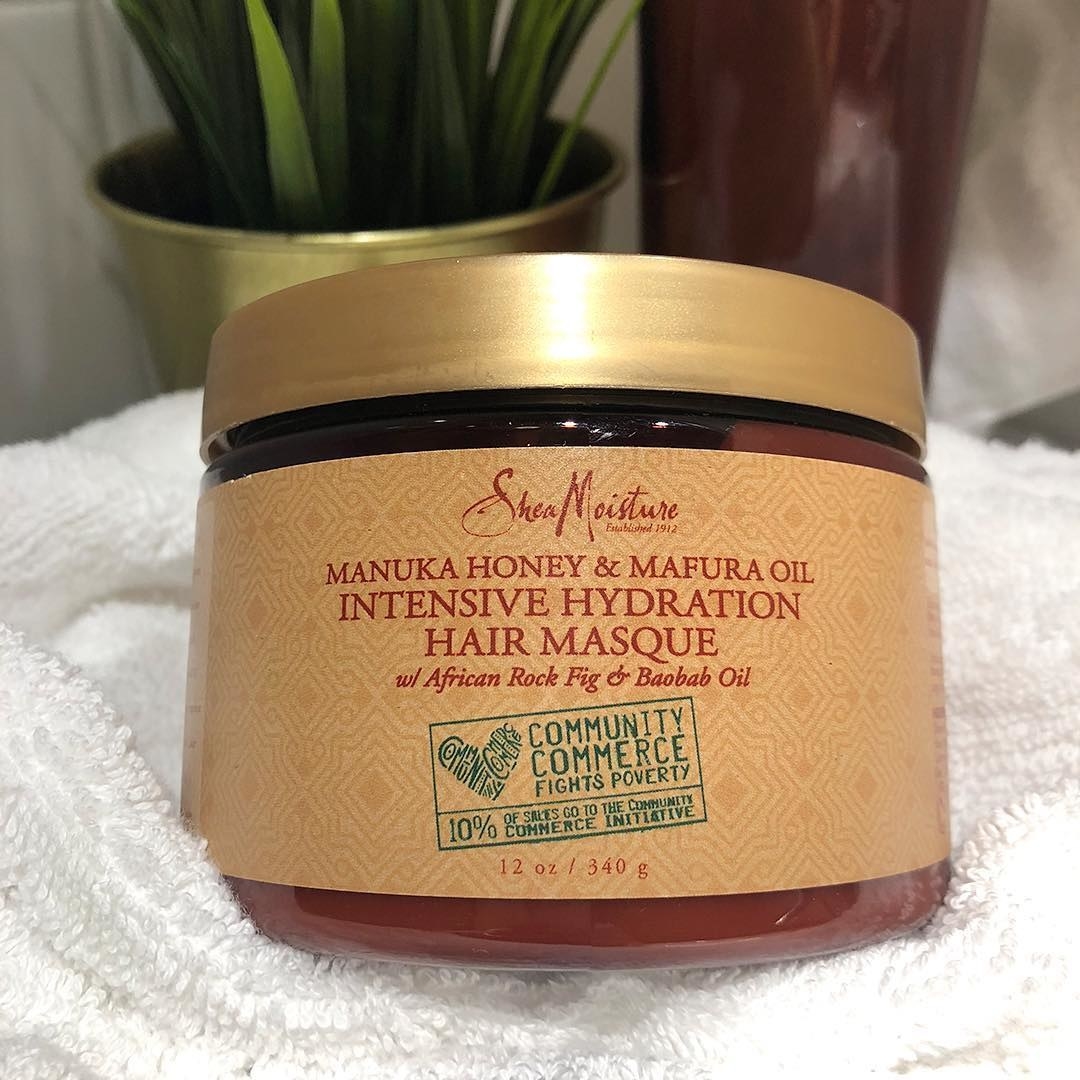 SheaMoisture
Established 1912
MANUKA HONEY & MAFURA OIL
INTENSIVE HYDRATION
HAIR MASQUE
w/ African Rock Fig & Baobab Oil
COMMUNITY
COMMERCE
FIGHTS POVERTY
10% OF SALES GO TO THE COMMUNITY
COMMERCE INITIATIVE
12 oz / 340 g